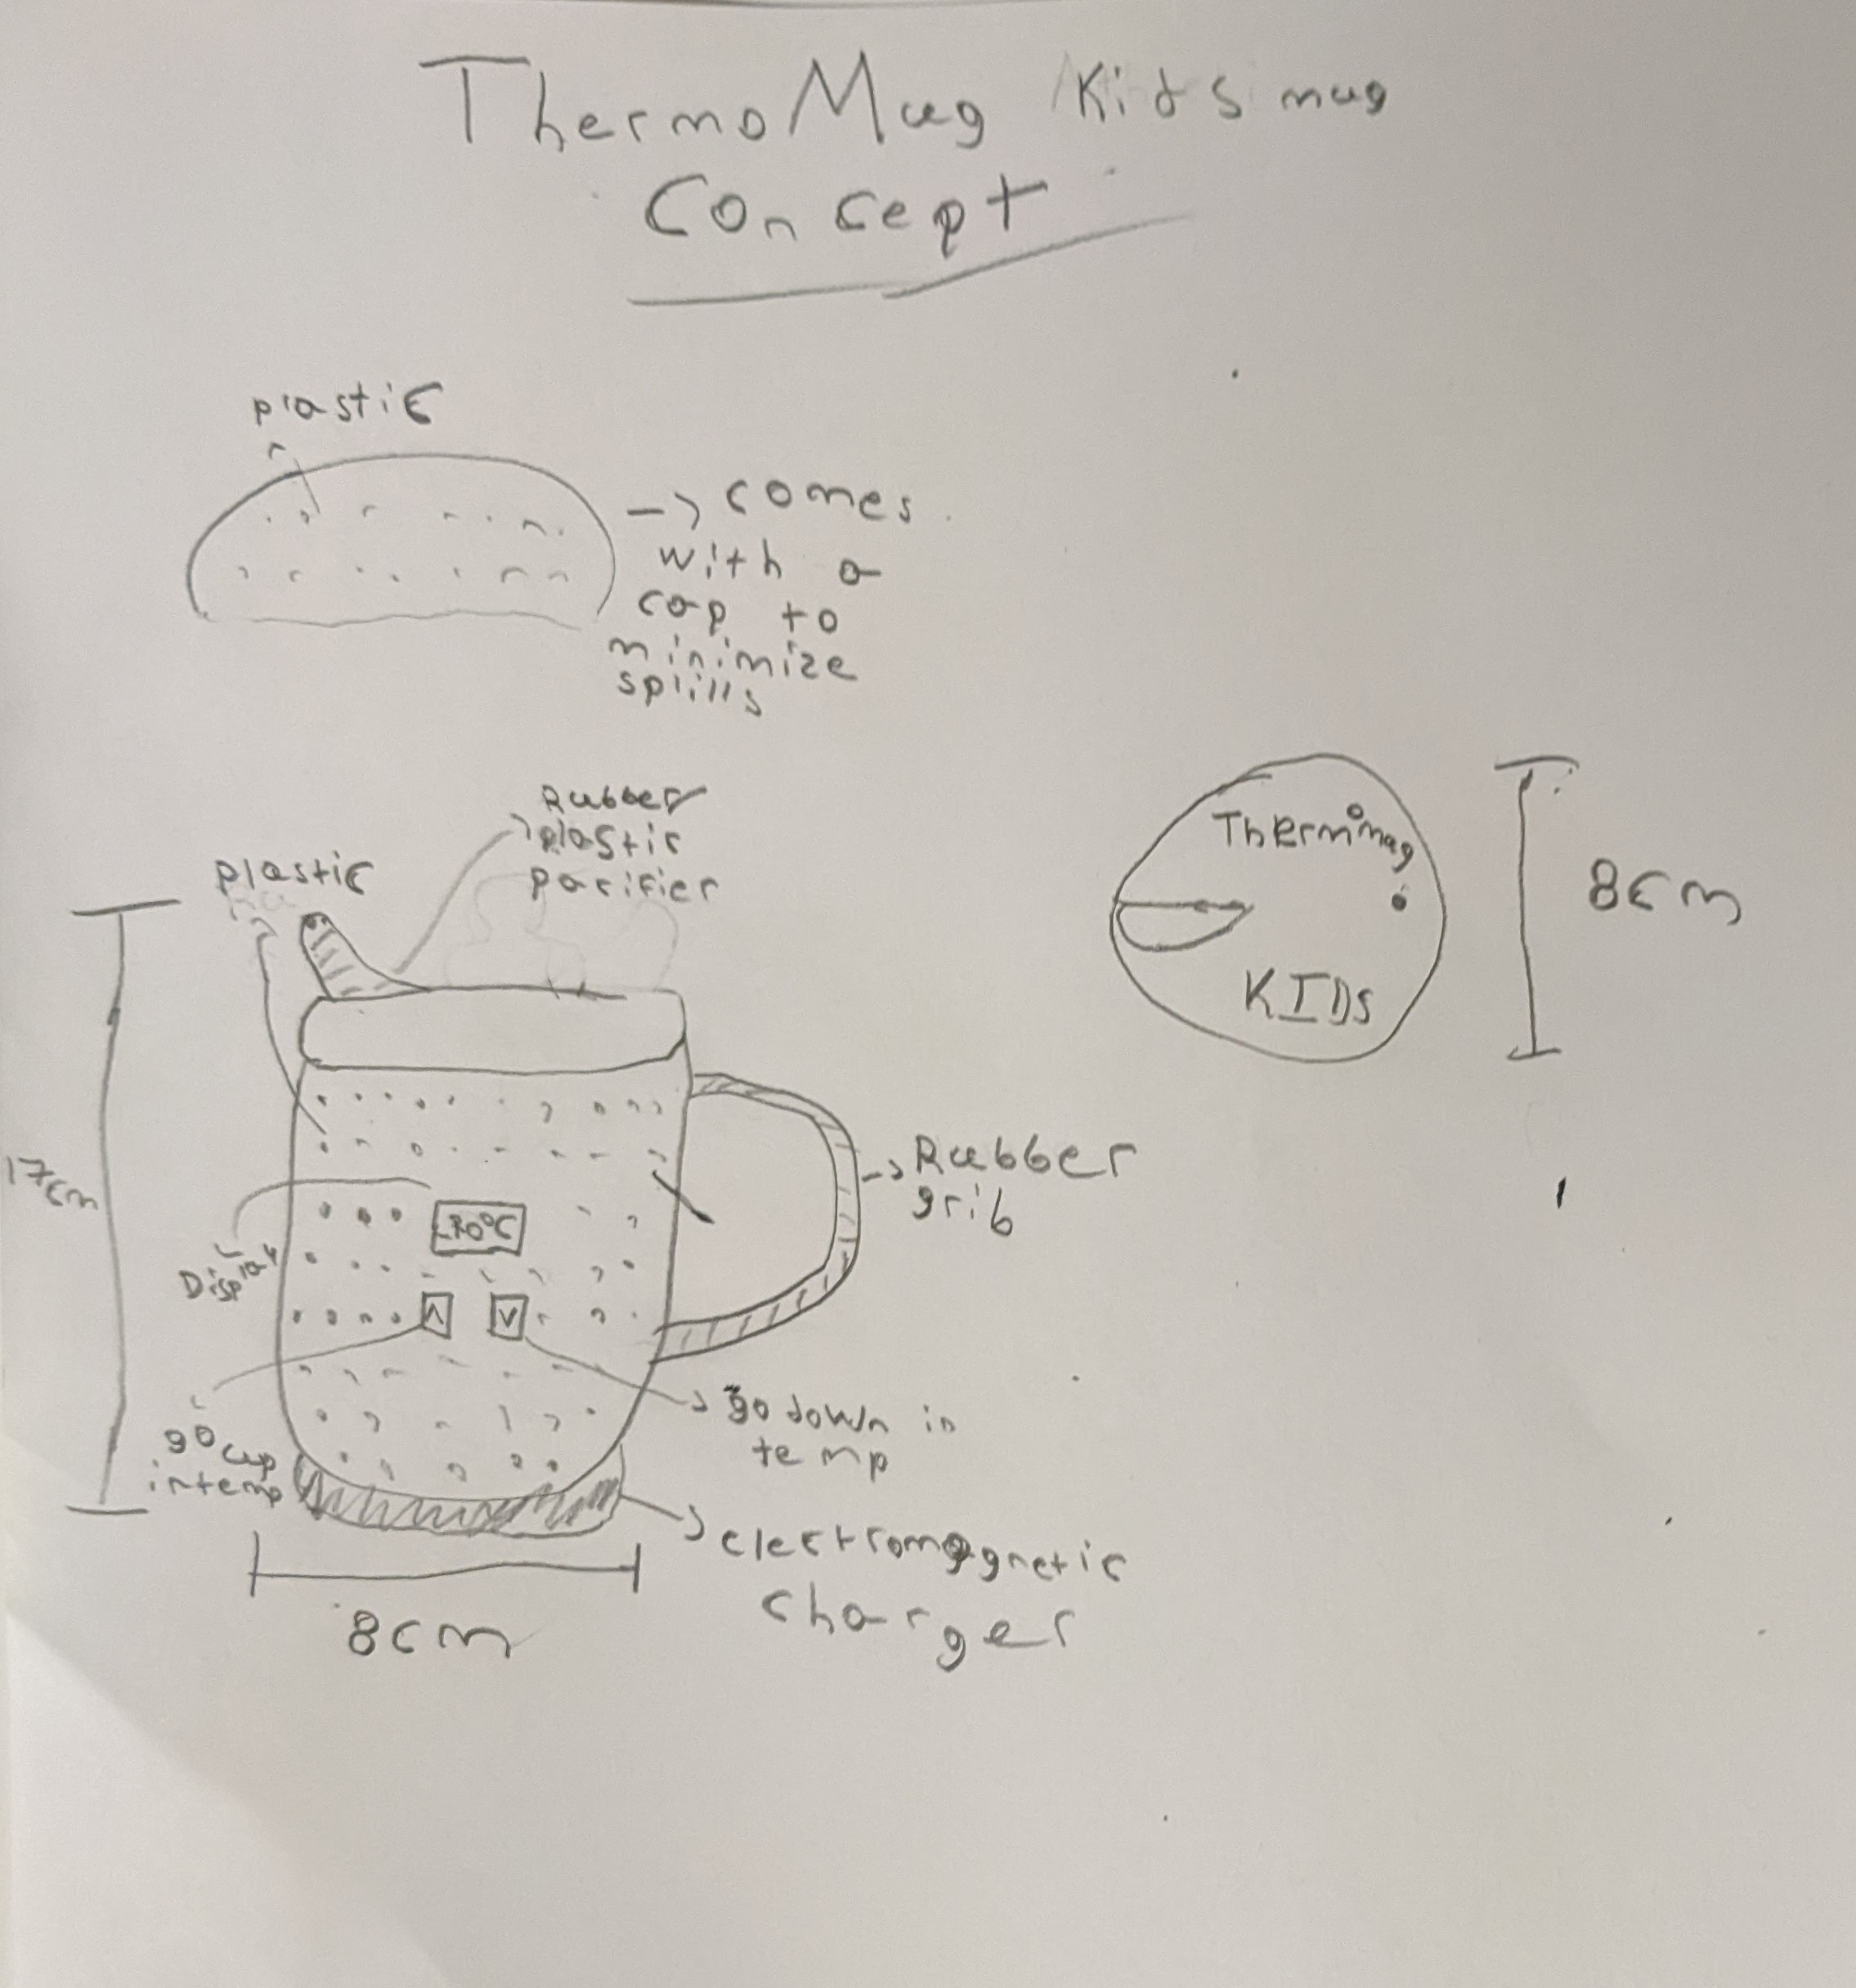 ThermoMug Kids mug
Concept
plastic
-> comes
with a
cap to
minimize
spills
Rubber
plastic
pacifier
plastic
Thermomug
KIDS
8cm
17cm
Rubber
grib
Display
go up
in temp
go down in
temp
electromagnetic
charger
8cm